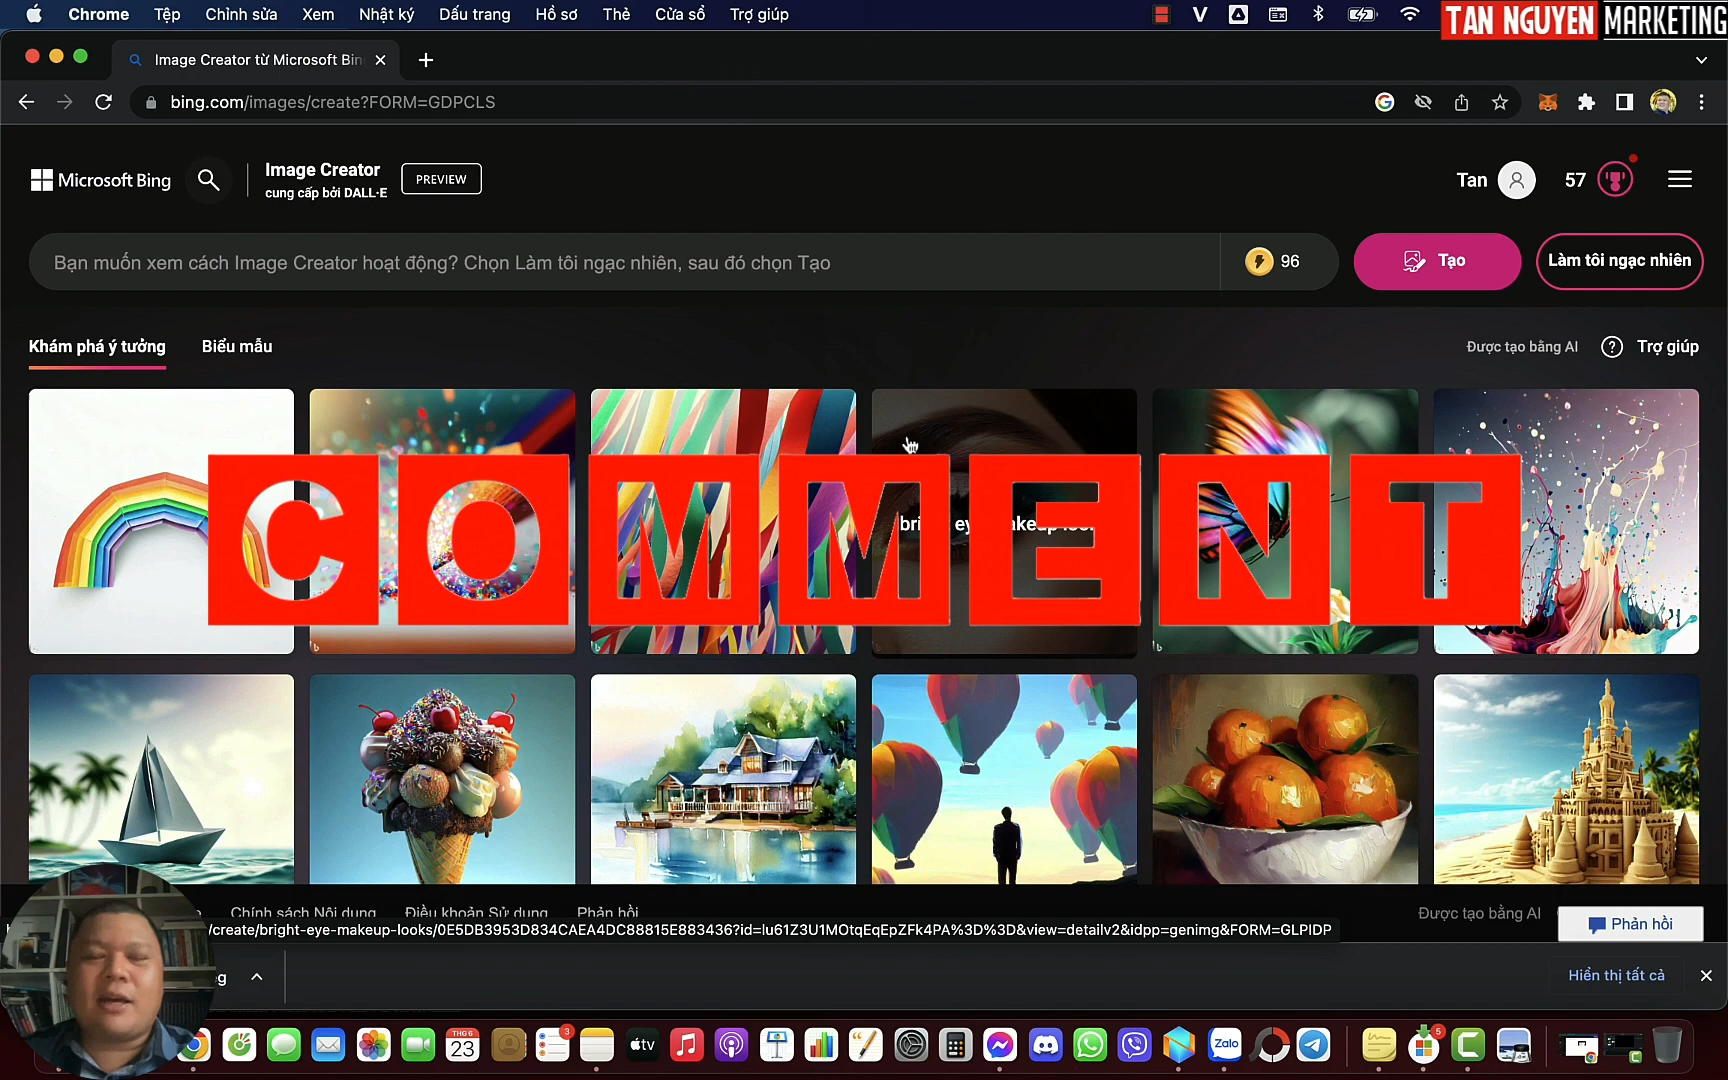 Chrome Tệp Chỉnh sửa Xem Nhật ký Dấu trang Hồ sơ Thẻ Cửa sổ Trợ giúp
TAN NGUYEN MARKETING
Image Creator từ Microsoft Bin
bing.com/images/create?FORM=GDPCLS
Microsoft Bing
Image Creator
cung cấp bởi DALL·E
PREVIEW
Tan
57
Bạn muốn xem cách Image Creator hoạt động? Chọn Làm tôi ngạc nhiên, sau đó chọn Tạo
96
Tạo
Làm tôi ngạc nhiên
Khám phá ý tưởng
Biểu mẫu
Được tạo bằng AI
Trợ giúp
COMMENT
Chính sách Nội dung
Điều khoản Sử dụng
Phản hồi
Được tạo bằng AI
Phản hồi
/create/bright-eye-makeup-looks/0E5DB3953D834CAEA4DC88815E883436?id=lu61Z3U1MOtqEqEpZFk4PA%3D%3D&view=detailv2&idpp=genimg&FORM=GLPIDP
Hiển thị tất cả
THG 6
23
3
tv
Zalo
5